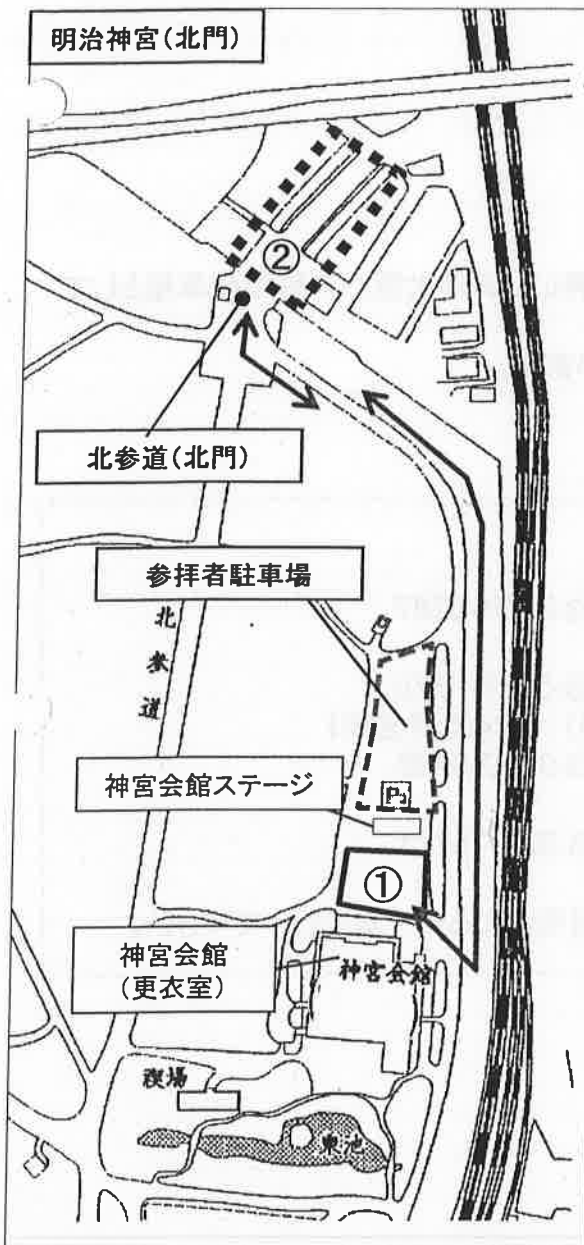 明治神宮(北門)
②
北参道(北門)
参拝者駐車場
北参道
神宮会館ステージ
P
①
神宮会館
(更衣室)
神宮会館
禊場
東池